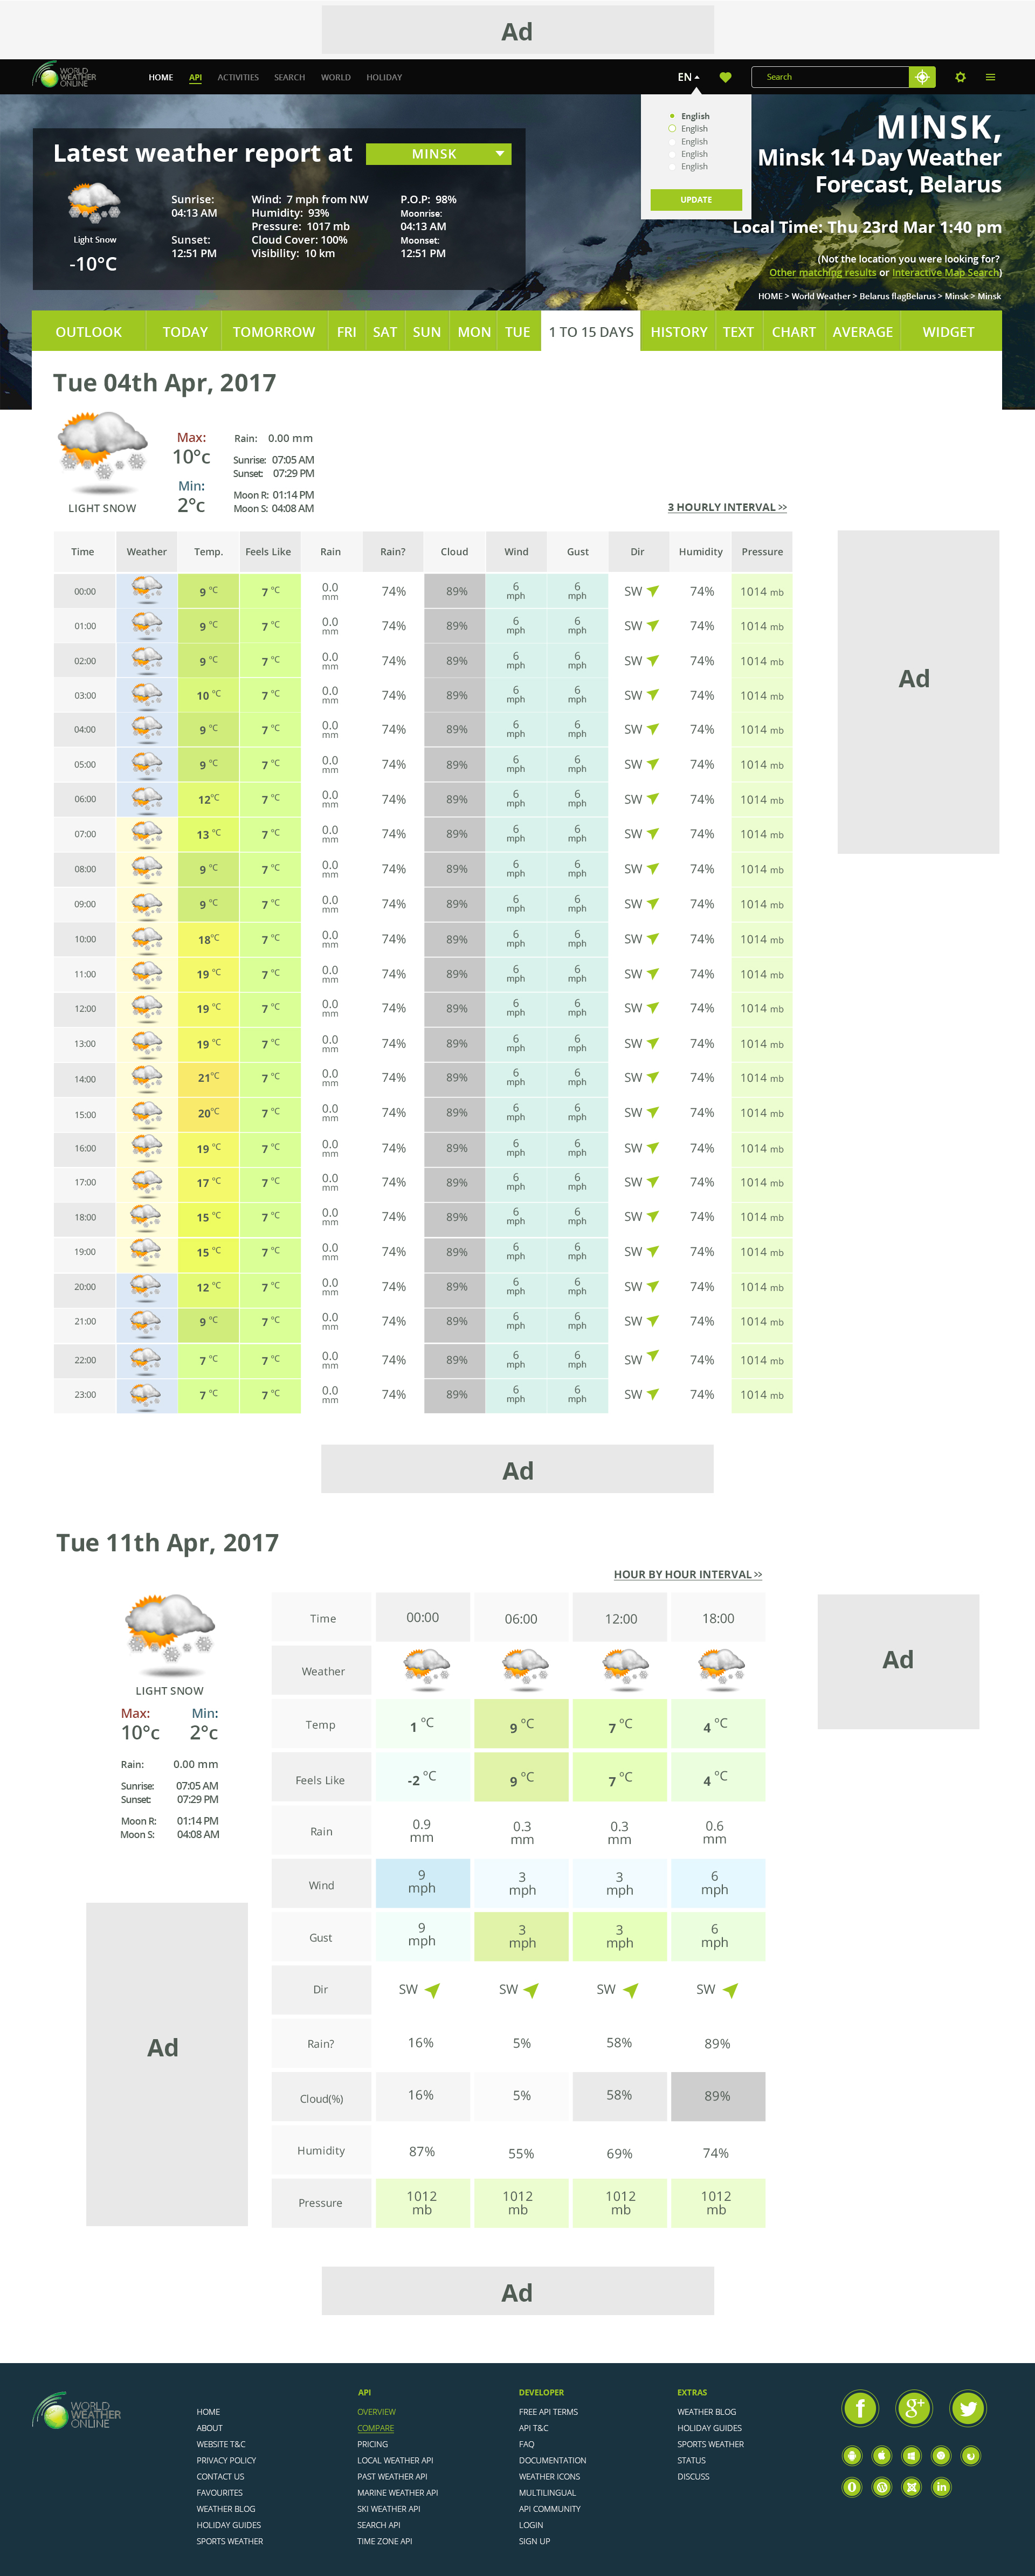 Ad
WORLD WEATHER ONLINE
HOME API ACTIVITIES SEARCH WORLD HOLIDAY EN Search
English
English
English
English
English
UPDATE
Latest weather report at MINSK
Light Snow
-10°C
Sunrise:
04:13 AM
Sunset:
12:51 PM
Wind: 7 mph from NW
Humidity: 93%
Pressure: 1017 mb
Cloud Cover: 100%
Visibility: 10 km
P.O.P: 98%
Moonrise:
04:13 AM
Moonset:
12:51 PM
MINSK,
Minsk 14 Day Weather
Forecast, Belarus
Local Time: Thu 23rd Mar 1:40 pm
(Not the location you were looking for?
Other matching results or Interactive Map Search)
HOME > World Weather > Belarus flagBelarus > Minsk > Minsk
OUTLOOK TODAY TOMORROW FRI SAT SUN MON TUE 1 TO 15 DAYS HISTORY TEXT CHART AVERAGE WIDGET
Tue 04th Apr, 2017
LIGHT SNOW
Max:
10°c
Min:
2°c
Rain: 0.00 mm
Sunrise: 07:05 AM
Sunset: 07:29 PM
Moon R: 01:14 PM
Moon S: 04:08 AM
3 HOURLY INTERVAL >>
Time Weather Temp. Feels Like Rain Rain? Cloud Wind Gust Dir Humidity Pressure
00:00 9 °C 7 °C 0.0 mm 74% 89% 6 mph 6 mph SW 74% 1014 mb
01:00 9 °C 7 °C 0.0 mm 74% 89% 6 mph 6 mph SW 74% 1014 mb
02:00 9 °C 7 °C 0.0 mm 74% 89% 6 mph 6 mph SW 74% 1014 mb
03:00 10 °C 7 °C 0.0 mm 74% 89% 6 mph 6 mph SW 74% 1014 mb
04:00 9 °C 7 °C 0.0 mm 74% 89% 6 mph 6 mph SW 74% 1014 mb
05:00 9 °C 7 °C 0.0 mm 74% 89% 6 mph 6 mph SW 74% 1014 mb
06:00 12°C 7 °C 0.0 mm 74% 89% 6 mph 6 mph SW 74% 1014 mb
07:00 13 °C 7 °C 0.0 mm 74% 89% 6 mph 6 mph SW 74% 1014 mb
08:00 9 °C 7 °C 0.0 mm 74% 89% 6 mph 6 mph SW 74% 1014 mb
09:00 9 °C 7 °C 0.0 mm 74% 89% 6 mph 6 mph SW 74% 1014 mb
10:00 18°C 7 °C 0.0 mm 74% 89% 6 mph 6 mph SW 74% 1014 mb
11:00 19 °C 7 °C 0.0 mm 74% 89% 6 mph 6 mph SW 74% 1014 mb
12:00 19 °C 7 °C 0.0 mm 74% 89% 6 mph 6 mph SW 74% 1014 mb
13:00 19 °C 7 °C 0.0 mm 74% 89% 6 mph 6 mph SW 74% 1014 mb
14:00 21°C 7 °C 0.0 mm 74% 89% 6 mph 6 mph SW 74% 1014 mb
15:00 20°C 7 °C 0.0 mm 74% 89% 6 mph 6 mph SW 74% 1014 mb
16:00 19 °C 7 °C 0.0 mm 74% 89% 6 mph 6 mph SW 74% 1014 mb
17:00 17 °C 7 °C 0.0 mm 74% 89% 6 mph 6 mph SW 74% 1014 mb
18:00 15 °C 7 °C 0.0 mm 74% 89% 6 mph 6 mph SW 74% 1014 mb
19:00 15 °C 7 °C 0.0 mm 74% 89% 6 mph 6 mph SW 74% 1014 mb
20:00 12 °C 7 °C 0.0 mm 74% 89% 6 mph 6 mph SW 74% 1014 mb
21:00 9 °C 7 °C 0.0 mm 74% 89% 6 mph 6 mph SW 74% 1014 mb
22:00 7 °C 7 °C 0.0 mm 74% 89% 6 mph 6 mph SW 74% 1014 mb
23:00 7 °C 7 °C 0.0 mm 74% 89% 6 mph 6 mph SW 74% 1014 mb
Ad
Ad
Tue 11th Apr, 2017
HOUR BY HOUR INTERVAL >>
LIGHT SNOW
Max: Min:
10°c 2°c
Rain: 0.00 mm
Sunrise: 07:05 AM
Sunset: 07:29 PM
Moon R: 01:14 PM
Moon S: 04:08 AM
Ad
Time 00:00 06:00 12:00 18:00
Weather
Temp 1 °C 9 °C 7 °C 4 °C
Feels Like -2 °C 9 °C 7 °C 4 °C
Rain 0.9 mm 0.3 mm 0.3 mm 0.6 mm
Wind 9 mph 3 mph 3 mph 6 mph
Gust 9 mph 3 mph 3 mph 6 mph
Dir SW SW SW SW
Rain? 16% 5% 58% 89%
Cloud(%) 16% 5% 58% 89%
Humidity 87% 55% 69% 74%
Pressure 1012 mb 1012 mb 1012 mb 1012 mb
Ad
Ad
WORLD WEATHER ONLINE
HOME
ABOUT
WEBSITE T&C
PRIVACY POLICY
CONTACT US
FAVOURITES
WEATHER BLOG
HOLIDAY GUIDES
SPORTS WEATHER
API
OVERVIEW
COMPARE
PRICING
LOCAL WEATHER API
PAST WEATHER API
MARINE WEATHER API
SKI WEATHER API
SEARCH API
TIME ZONE API
DEVELOPER
FREE API TERMS
API T&C
FAQ
DOCUMENTATION
WEATHER ICONS
MULTILINGUAL
API COMMUNITY
LOGIN
SIGN UP
EXTRAS
WEATHER BLOG
HOLIDAY GUIDES
SPORTS WEATHER
STATUS
DISCUSS